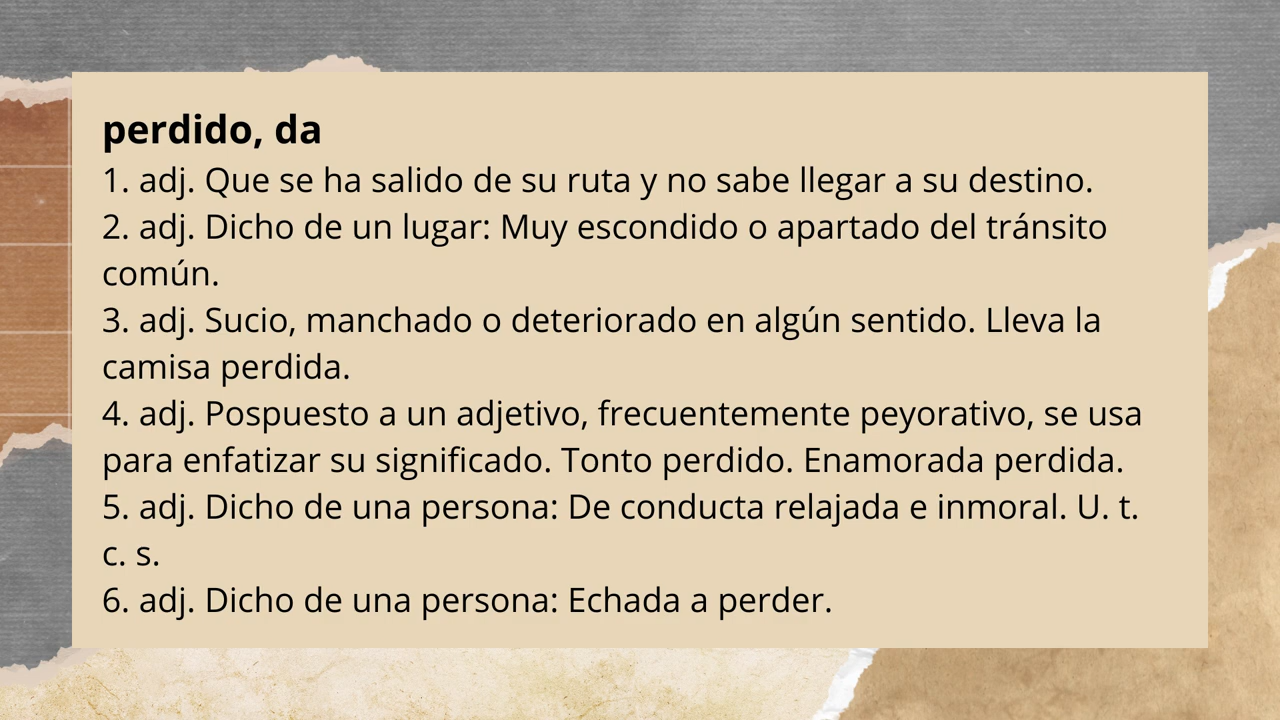 perdido, da
1. adj. Que se ha salido de su ruta y no sabe llegar a su destino.
2. adj. Dicho de un lugar: Muy escondido o apartado del tránsito
común.
3. adj. Sucio, manchado o deteriorado en algún sentido. Lleva la
camisa perdida.
4. adj. Pospuesto a un adjetivo, frecuentemente peyorativo, se usa
para enfatizar su significado. Tonto perdido. Enamorada perdida.
5. adj. Dicho de una persona: De conducta relajada e inmoral. U. t.
c. s.
6. adj. Dicho de una persona: Echada a perder.